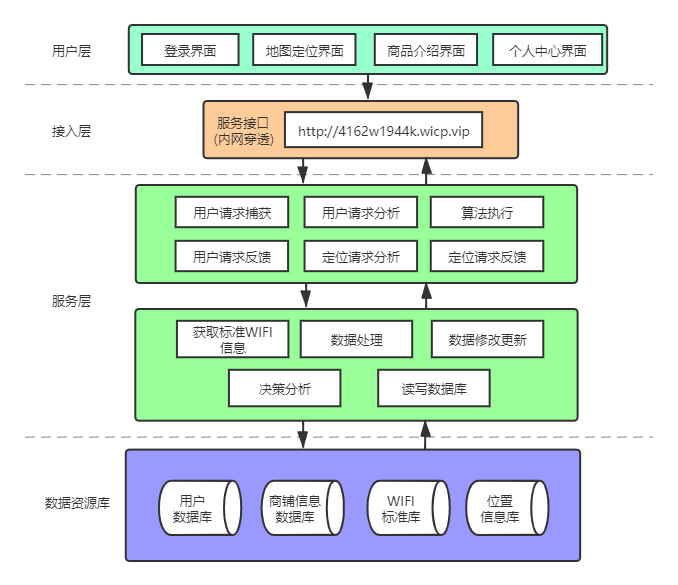 用户层
登录界面
地图定位界面
商品介绍界面
个人中心界面
接入层
服务接口
(内网穿透)
http://4162w1944k.wicp.vip
服务层
用户请求捕获
用户请求分析
算法执行
用户请求反馈
定位请求分析
定位请求反馈
获取标准WIFI
信息
数据处理
数据修改更新
决策分析
读写数据库
数据资源库
用户
数据库
商铺信息
数据库
WIFI
标准库
位置
信息库